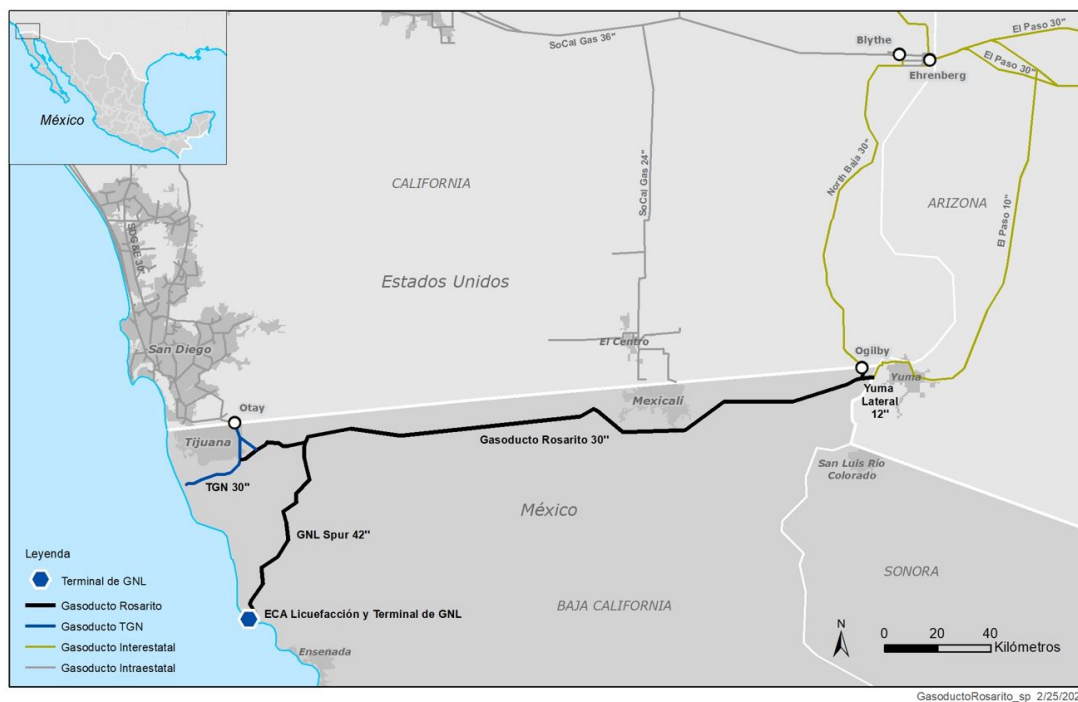 México
SoCal Gas 36"
El Paso 30"
Blythe
El Paso 30"
Ehrenberg
SoCal Gas 24"
North Baja 30"
CALIFORNIA
ARIZONA
El Paso 10"
SDG&E 30"
Estados Unidos
San Diego
El Centro
Ogilby
Yuma
Yuma
Lateral
12"
Otay
Mexicali
Tijuana
Gasoducto Rosarito 30"
San Luis Río
Colorado
TGN 30"
México
GNL Spur 42"
Leyenda
Terminal de GNL
Gasoducto Rosarito
Gasoducto TGN
Gasoducto Interestatal
Gasoducto Intraestatal
ECA Licuefacción y Terminal de GNL
BAJA CALIFORNIA
SONORA
Ensenada
N
0 20 40
Kilómetros
GasoductoRosarito_sp 2/25/202